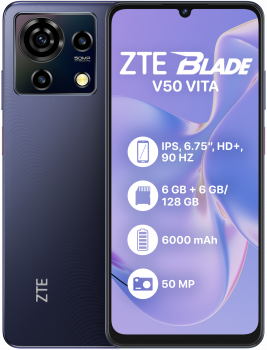 50MP
ZTE BLADE
V50 VITA
IPS, 6.75", HD+,
90 HZ
6 GB + 6 GB/
128 GB
6000 mAh
50 MP
ZTE